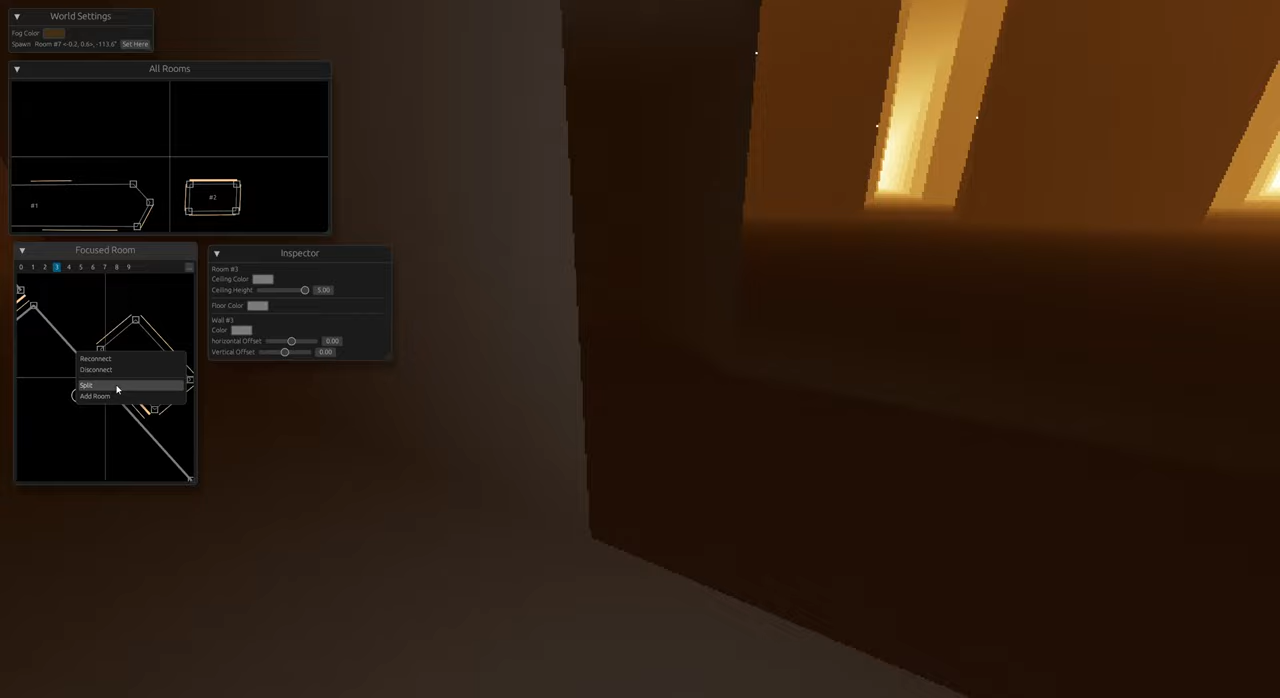 World Settings
Fog Color
Spawn Room #7 <-0.2, 0.6>, -113.6° Set Here
All Rooms
#1
#2
Focused Room
0 1 2 3 4 5 6 7 8 9 ...
Reconnect
Disconnect
Split
Add Room
Inspector
Room #3
Ceiling Color
Ceiling Height 5.00
Floor Color
Wall #3
Color
horizontal Offset 0.00
Vertical Offset 0.00